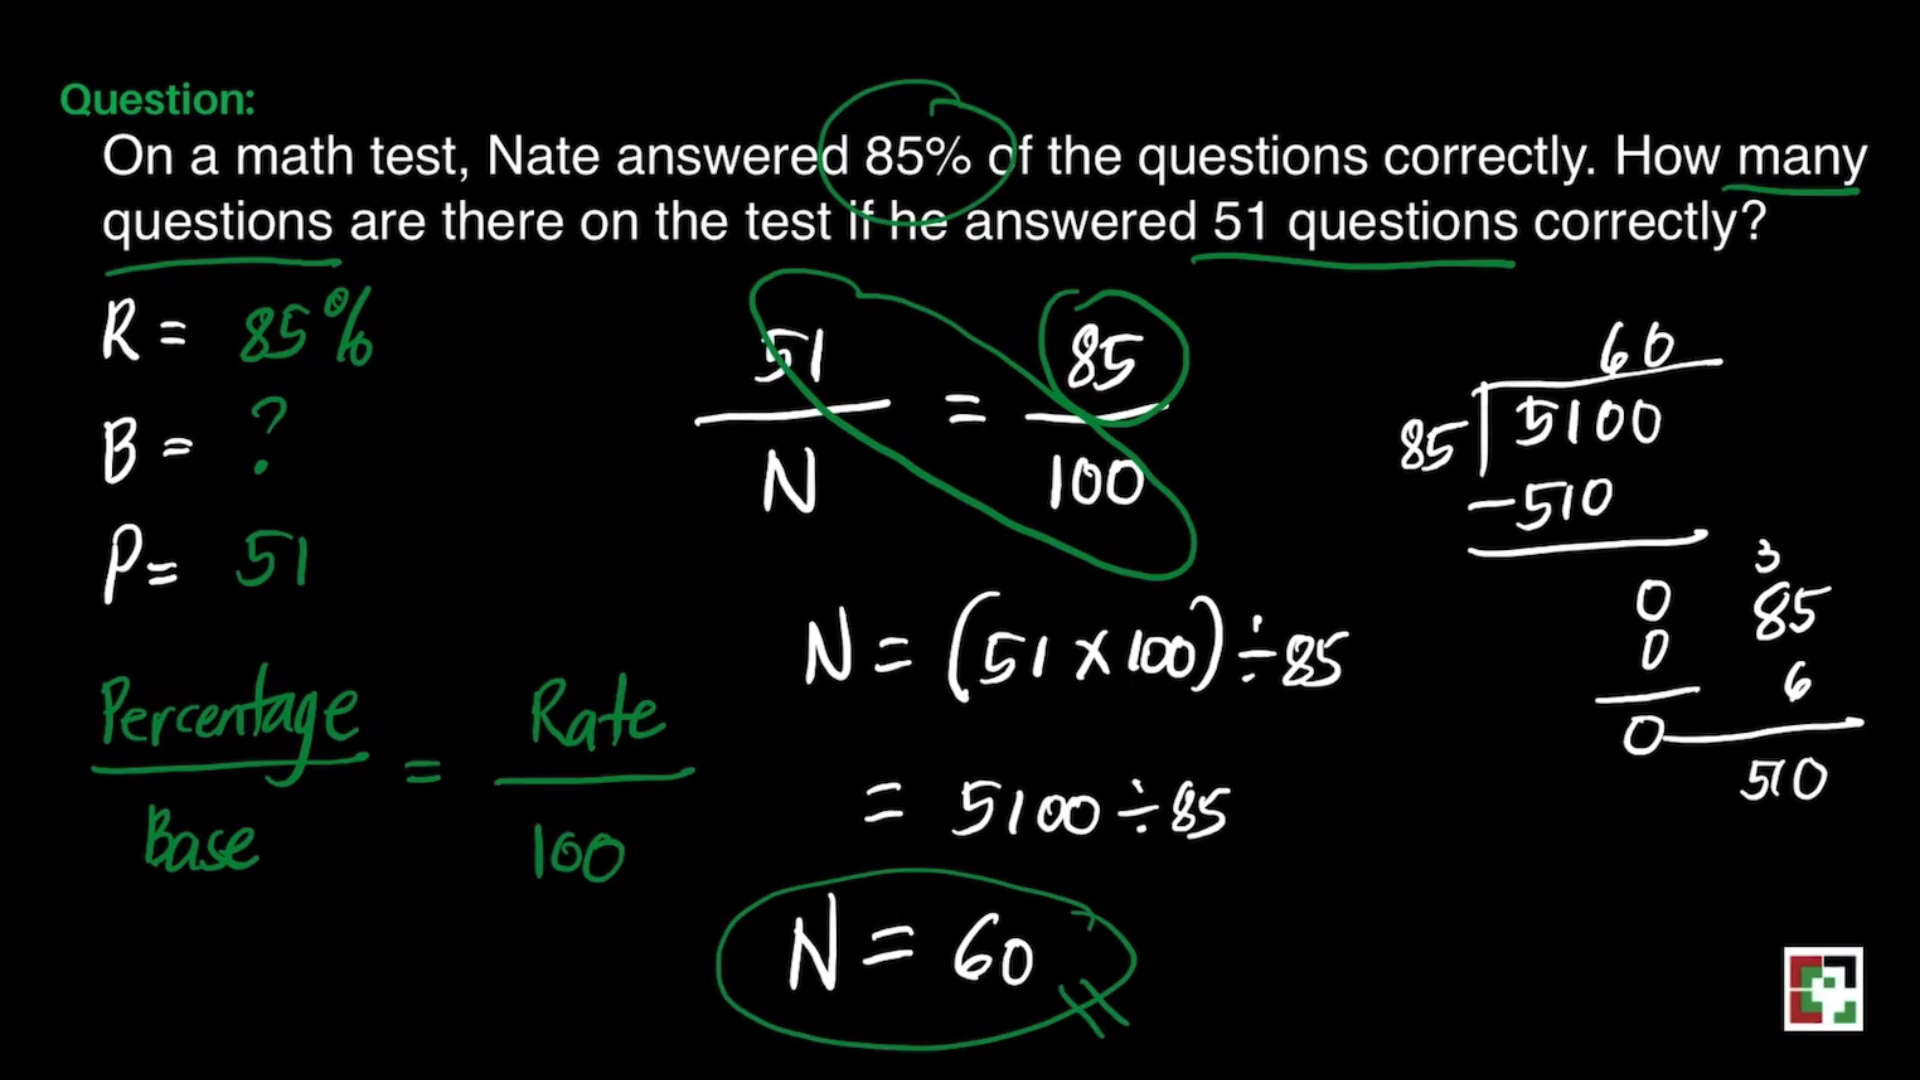 Question:
On a math test, Nate answered 85% of the questions correctly. How many
questions are there on the test if he answered 51 questions correctly?
R = 85%
B = ?
P = 51
Percentage / Base = Rate / 100
51 / N = 85 / 100
N = (51 x 100) ÷ 85
= 5100 ÷ 85
N = 60
60
85 5100
- 510
0
0
0
3
85
6
510